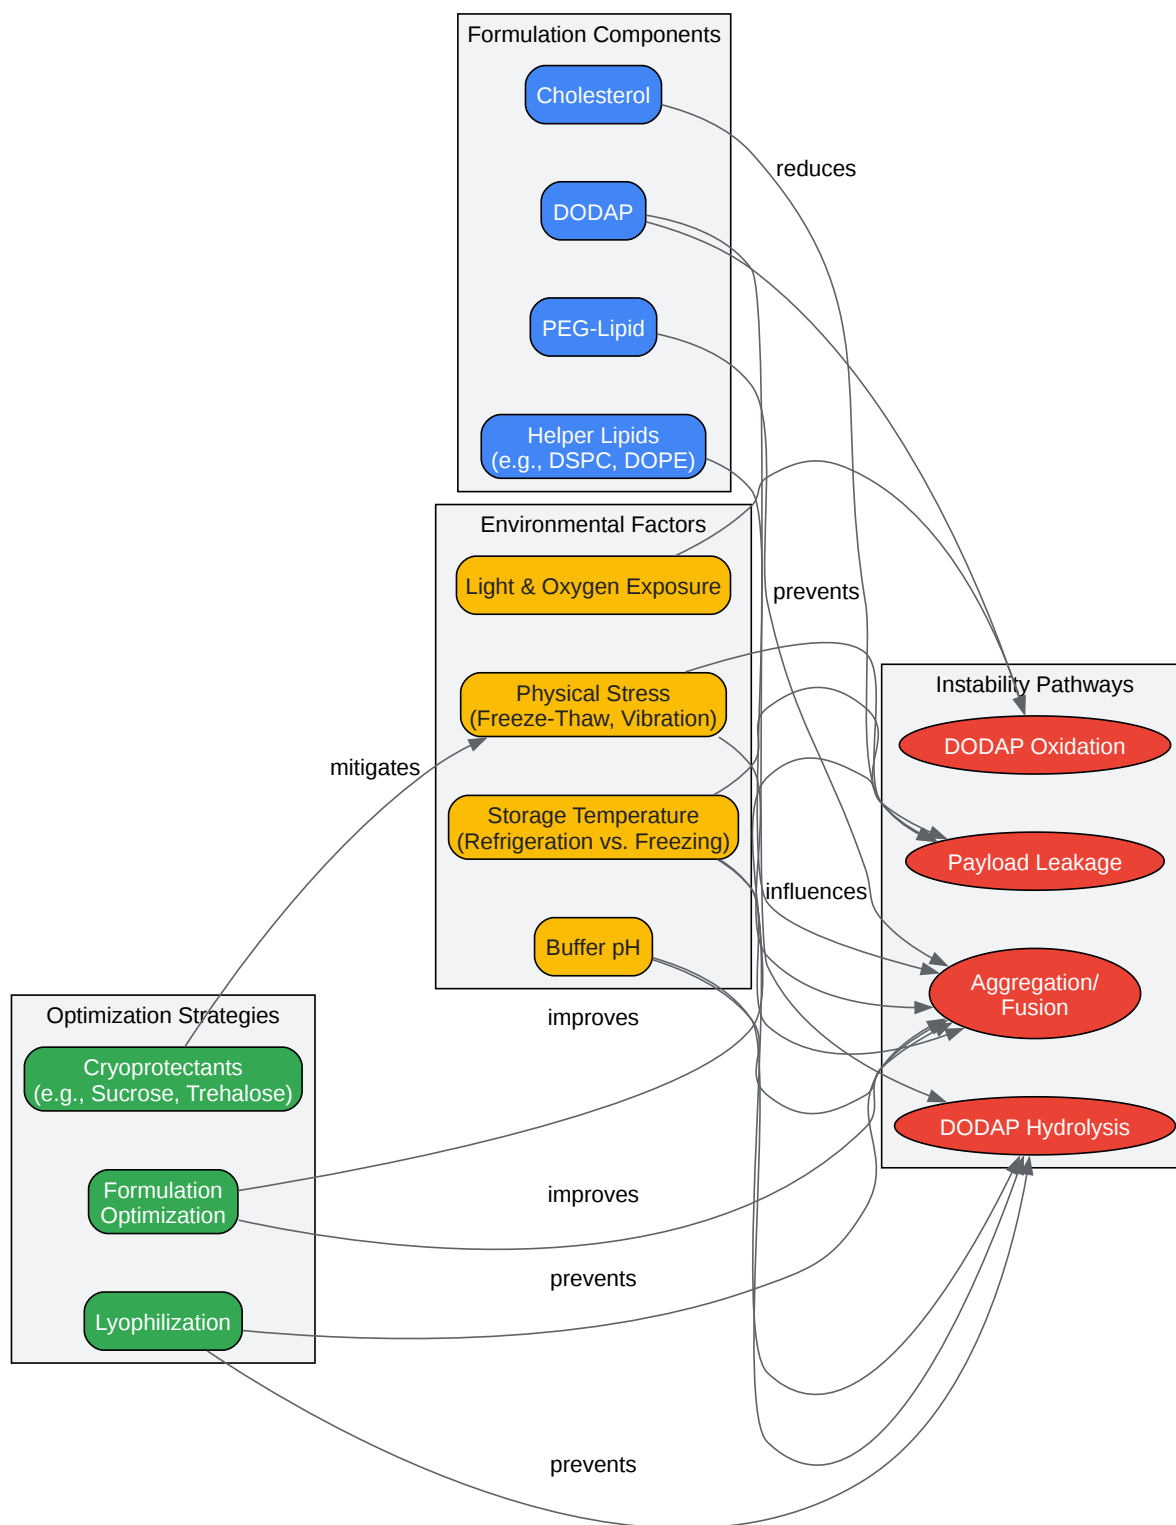 Formulation Components
Cholesterol
reduces
DODAP
PEG-Lipid
Helper Lipids
(e.g., DSPC, DOPE)
Environmental Factors
Light & Oxygen Exposure
prevents
Physical Stress
(Freeze-Thaw, Vibration)
mitigates
Storage Temperature
(Refrigeration vs. Freezing)
influences
Buffer pH
Instability Pathways
DODAP Oxidation
Payload Leakage
Aggregation/
Fusion
DODAP Hydrolysis
Optimization Strategies
improves
Cryoprotectants
(e.g., Sucrose, Trehalose)
Formulation
Optimization
improves
prevents
Lyophilization
prevents